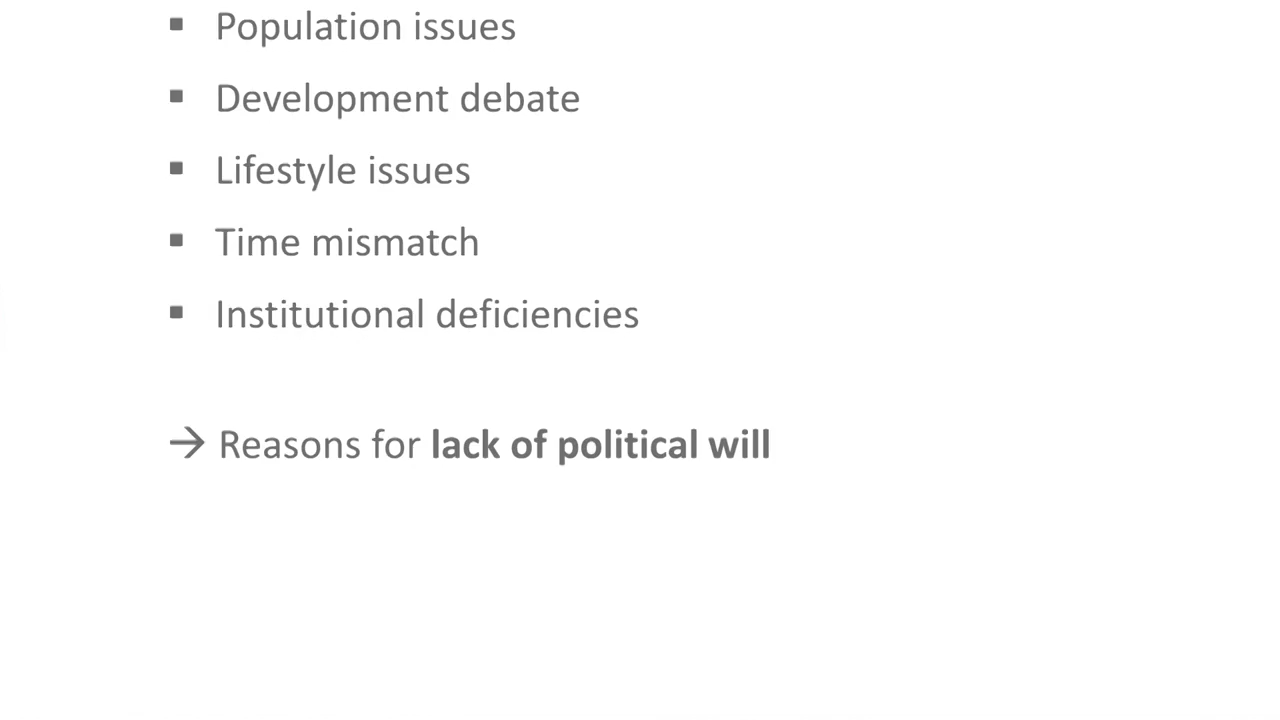 ▪ Population issues
▪ Development debate
▪ Lifestyle issues
▪ Time mismatch
▪ Institutional deficiencies
→ Reasons for lack of political will